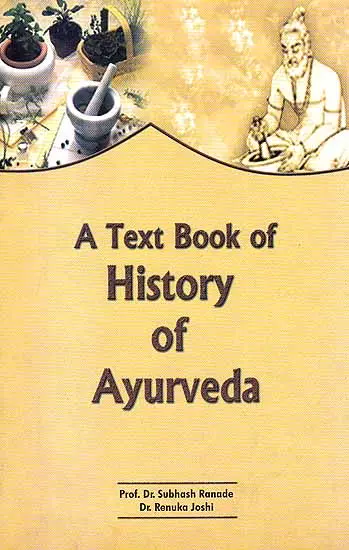 A Text Book of
History
of
Ayurveda
Prof. Dr. Subhash Ranade
Dr. Renuka Joshi